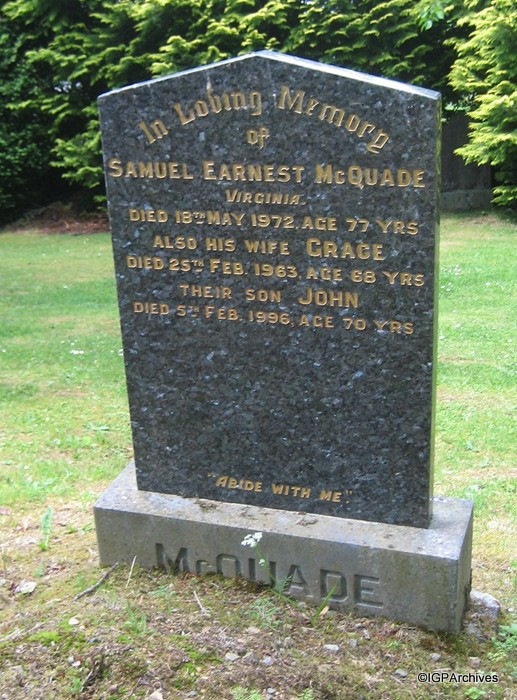 In Loving Memory
of
SAMUEL EARNEST McQUADE
VIRGINIA.
DIED 18TH MAY 1972, AGE 77 YRS
ALSO HIS WIFE GRACE
DIED 25TH FEB. 1963, AGE 68 YRS
THEIR SON JOHN
DIED 5TH FEB. 1996, AGE 70 YRS
"ABIDE WITH ME"
McQUADE
©IGPArchives